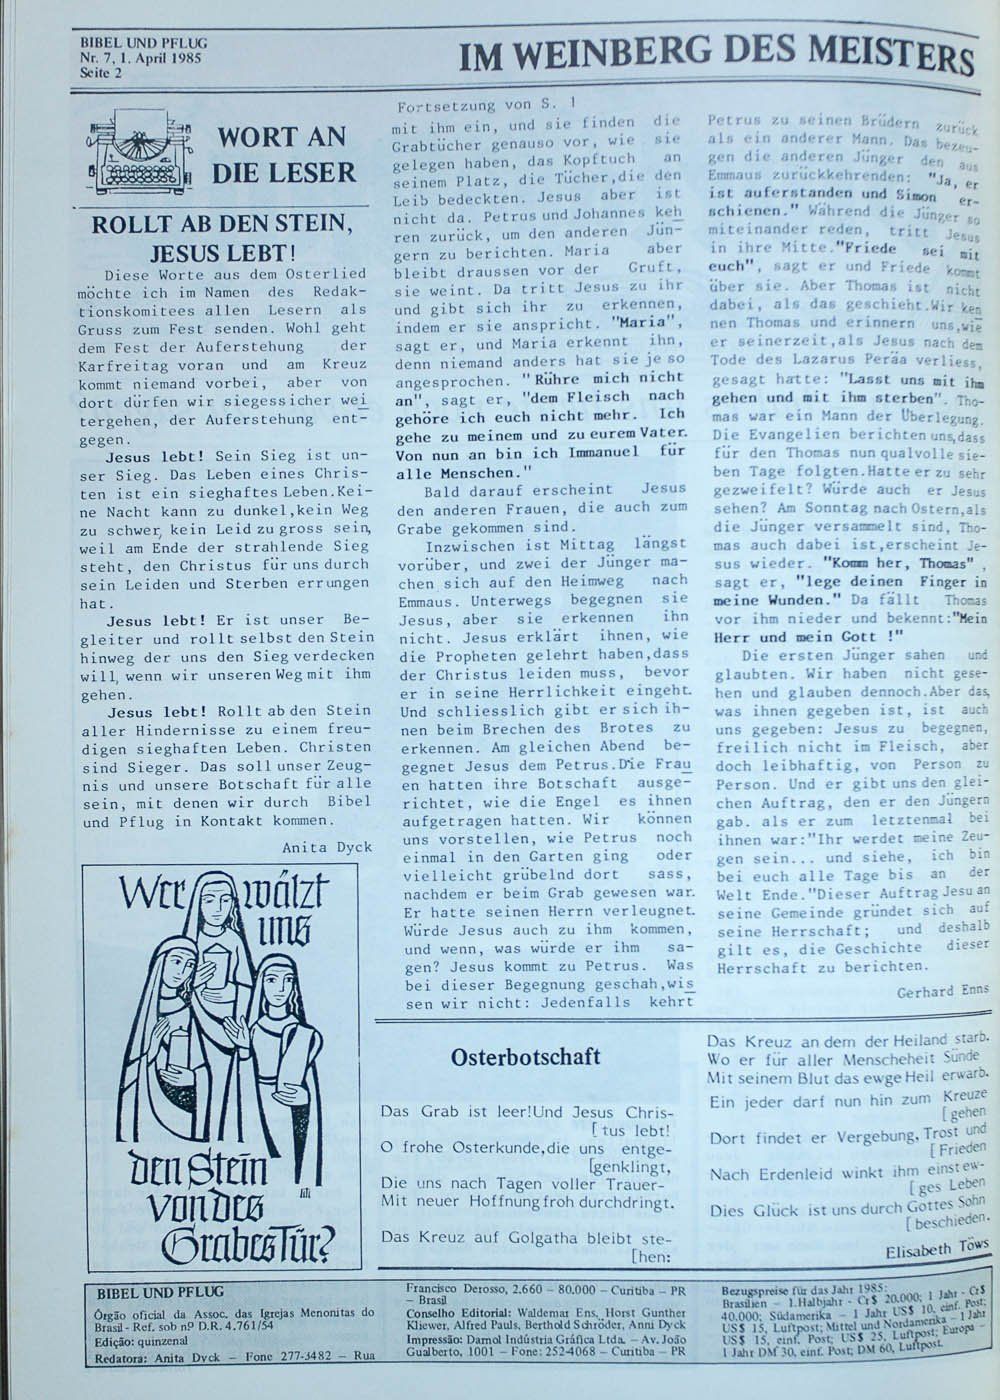 BIBEL UND PFLUG
Nr. 7, 1. April 1985
Seite 2
IM WEINBERG DES MEISTERS
WORT AN
DIE LESER
ROLLT AB DEN STEIN,
JESUS LEBT!
Diese Worte aus dem Osterlied
möchte ich im Namen des Redak-
tionskomitees allen Lesern als
Gruss zum Fest senden. Wohl geht
dem Fest der Auferstehung der
Karfreitag voran und am Kreuz
kommt niemand vorbei, aber von
dort dürfen wir siegessicher wei
tergehen, der Auferstehung ent-
gegen.
Jesus lebt! Sein Sieg ist un-
ser Sieg. Das Leben eines Chris-
ten ist ein sieghaftes Leben.Kei-
ne Nacht kann zu dunkel,kein Weg
zu schwer, kein Leid zu gross sein,
weil am Ende der strahlende Sieg
steht, den Christus für uns durch
sein Leiden und Sterben errungen
hat.
Jesus lebt! Er ist unser Be-
gleiter und rollt selbst den Stein
hinweg der uns den Sieg verdecken
will, wenn wir unseren Weg mit ihm
gehen.
Jesus lebt! Rollt ab den Stein
aller Hindernisse zu einem freu-
digen sieghaften Leben. Christen
sind Sieger. Das soll unser Zeug-
nis und unsere Botschaft für alle
sein, mit denen wir durch Bibel
und Pflug in Kontakt kommen.
Anita Dyck
Wer wälzt
uns
den Stein
von des
Grabes Tür?
Fortsetzung von S. 1
mit ihm ein, und sie finden die
Grabtücher genauso vor, wie sie
gelegen haben, das Kopftuch an
seinem Platz, die Tücher,die den
Leib bedeckten. Jesus aber ist
nicht da. Petrus und Johannes keh
ren zurück, um den anderen Jün-
gern zu berichten. Maria aber
bleibt draussen vor der Gruft,
sie weint. Da tritt Jesus zu ihr
und gibt sich ihr zu erkennen,
indem er sie anspricht. "Maria",
sagt er, und Maria erkennt ihn,
denn niemand anders hat sie je so
angesprochen. "Rühre mich nicht
an", sagt er, "dem Fleisch nach
gehöre ich euch nicht mehr. Ich
gehe zu meinem und zu eurem Vater.
Von nun an bin ich Immanuel für
alle Menschen."
Bald darauf erscheint Jesus
den anderen Frauen, die auch zum
Grabe gekommen sind.
Inzwischen ist Mittag längst
vorüber, und zwei der Jünger ma-
chen sich auf den Heimweg nach
Emmaus. Unterwegs begegnen sie
Jesus, aber sie erkennen ihn
nicht. Jesus erklärt ihnen, wie
die Propheten gelehrt haben,dass
der Christus leiden muss, bevor
er in seine Herrlichkeit eingeht.
Und schliesslich gibt er sich ih-
nen beim Brechen des Brotes zu
erkennen. Am gleichen Abend be-
gegnet Jesus dem Petrus.Die Frau
en hatten ihre Botschaft ausge-
richtet, wie die Engel es ihnen
aufgetragen hatten. Wir können
uns vorstellen, wie Petrus noch
einmal in den Garten ging oder
vielleicht grübelnd dort sass,
nachdem er beim Grab gewesen war.
Er hatte seinen Herrn verleugnet.
Würde Jesus auch zu ihm kommen,
und wenn, was würde er ihm sa-
gen? Jesus kommt zu Petrus. Was
bei dieser Begegnung geschah,wis
sen wir nicht: Jedenfalls kehrt
Petrus zu seinen Brüdern zurück
als ein anderer Mann. Das bezeu-
gen die anderen Jünger den aus
Emmaus zurückkehrenden: "Ja, er
ist auferstanden und Simon er-
schienen." Während die Jünger so
miteinander reden, tritt Jesus
in ihre Mitte."Friede sei mit
euch", sagt er und Friede kommt
über sie. Aber Thomas ist nicht
dabei, als das geschieht.Wir ken
nen Thomas und erinnern uns,wie
er seinerzeit,als Jesus nach dem
Tode des Lazarus Peräa verliess,
gesagt hatte: "Lasst uns mit ihm
gehen und mit ihm sterben". Tho-
mas war ein Mann der Überlegung.
Die Evangelien berichten uns,dass
für den Thomas nun qualvolle sie-
ben Tage folgten.Hatte er zu sehr
gezweifelt? Würde auch er Jesus
sehen? Am Sonntag nach Ostern,als
die Jünger versammelt sind, Tho-
mas auch dabei ist,erscheint Je-
sus wieder. "Komm her, Thomas",
sagt er, "lege deinen Finger in
meine Wunden." Da fällt Thomas
vor ihm nieder und bekennt:"Mein
Herr und mein Gott !"
Die ersten Jünger sahen und
glaubten. Wir haben nicht gese-
hen und glauben dennoch.Aber das,
was ihnen gegeben ist, ist auch
uns gegeben: Jesus zu begegnen,
freilich nicht im Fleisch, aber
doch leibhaftig, von Person zu
Person. Und er gibt uns den glei-
chen Auftrag, den er den Jüngern
gab. als er zum letztenmal bei
ihnen war:"Ihr werdet meine Zeu-
gen sein... und siehe, ich bin
bei euch alle Tage bis an der
Welt Ende."Dieser Auftrag Jesu an
seine Gemeinde gründet sich auf
seine Herrschaft; und deshalb
gilt es, die Geschichte dieser
Herrschaft zu berichten.
Gerhard Enns
Osterbotschaft
Das Grab ist leer!Und Jesus Chris-
[tus lebt!
O frohe Osterkunde,die uns entge-
[genklingt,
Die uns nach Tagen voller Trauer-
Mit neuer Hoffnung froh durchdringt.
Das Kreuz auf Golgatha bleibt ste-
[hen:
Das Kreuz an dem der Heiland starb.
Wo er für aller Menscheheit Sünde
Mit seinem Blut das ewge Heil erwarb.
Ein jeder darf nun hin zum Kreuze
[gehen
Dort findet er Vergebung, Trost und
[Frieden
Nach Erdenleid winkt ihm einst ew-
[ges Leben
Dies Glück ist uns durch Gottes Sohn
[beschieden.
Elisabeth Töws
BIBEL UND PFLUG
Órgão oficial da Assoc. das Igrejas Menonitas do
Brasil - Ref. sob nº D.R. 4.761/54
Edição: quinzenal
Redatora: Anita Dyck – Fone 277-3482 – Rua
Francisco Derosso, 2.660 – 80.000 – Curitiba – PR
– Brasil
Conselho Editorial: Waldemar Ens, Horst Gunther
Kliewer, Alfred Pauls, Berthold Schröder, Anni Dyck
Impressão: Damol Indústria Gráfica Ltda. – Av. João
Gualberto, 1001 – Fone: 252-4068 – Curitiba – PR
Bezugspreise für das Jahr 1985:
Brasilien – 1.Halbjahr - Cr$ 20.000; 1 Jahr - Cr$
40.000; Südamerika – 1 Jahr US$ 10, einf. Post;
US$ 15, Luftpost; Mittel und Nordamerika – 1 Jahr
US$ 15, einf. Post; US$ 25, Luftpost; Europa –
1 Jahr DM 30, einf. Post; DM 60, Luftpost.